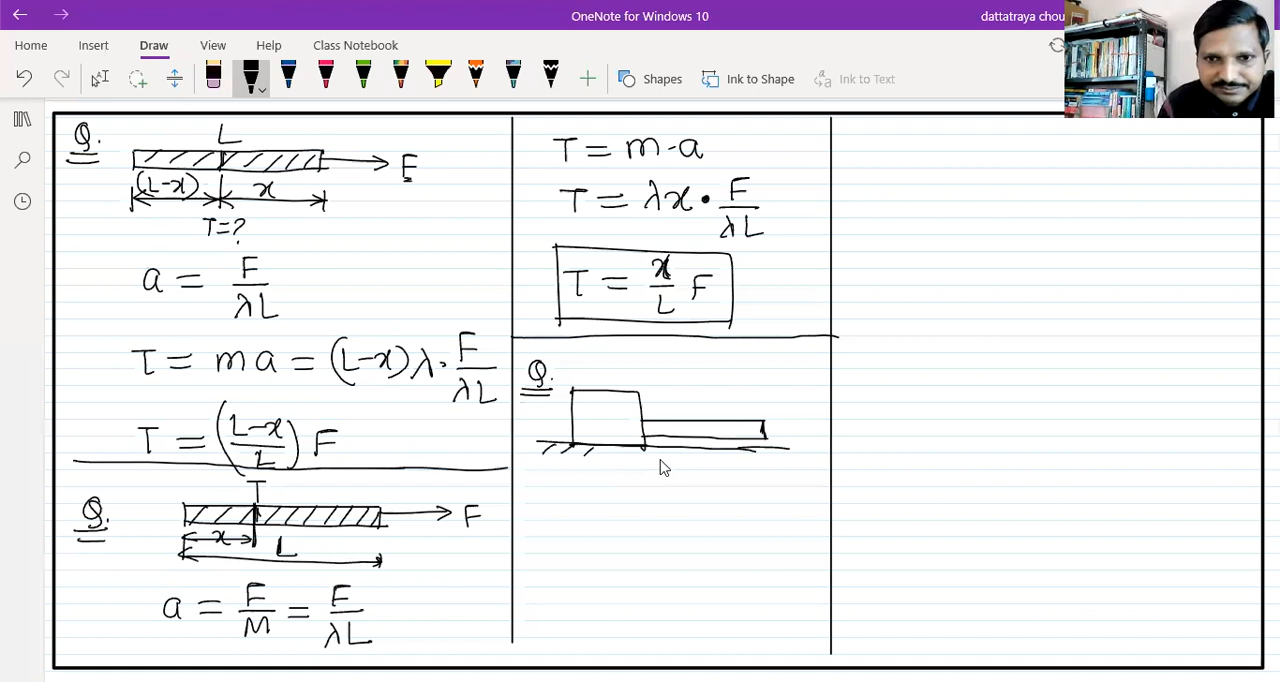 OneNote for Windows 10
dattatraya chou
Home Insert Draw View Help Class Notebook
Shapes Ink to Shape Ink to Text
Q.
L
F
(L-x) x
T=?
a = F/λL
T = ma = (L-x)λ · F/λL
T = (L-x/L) F
Q.
T
F
x
L
a = F/M = F/λL
T = m·a
T = λx · F/λL
T = x/L F
Q.